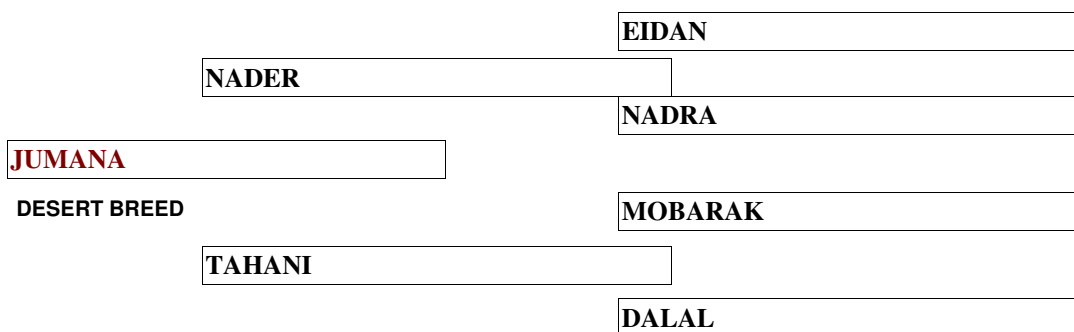 EIDAN
NADER
NADRA
JUMANA
DESERT BREED
MOBARAK
TAHANI
DALAL